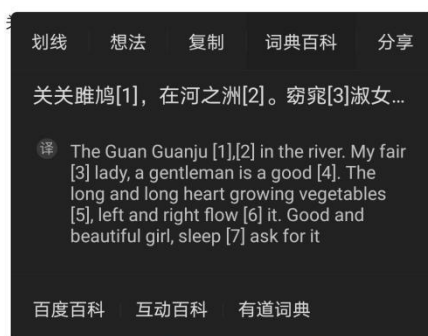 划线 想法 复制 词典百科 分享
关关雎鸠[1]，在河之洲[2]。窈窕[3]淑女...
译 The Guan Guanju [1],[2] in the river. My fair
[3] lady, a gentleman is a good [4]. The
long and long heart growing vegetables
[5], left and right flow [6] it. Good and
beautiful girl, sleep [7] ask for it
百度百科 互动百科 有道词典